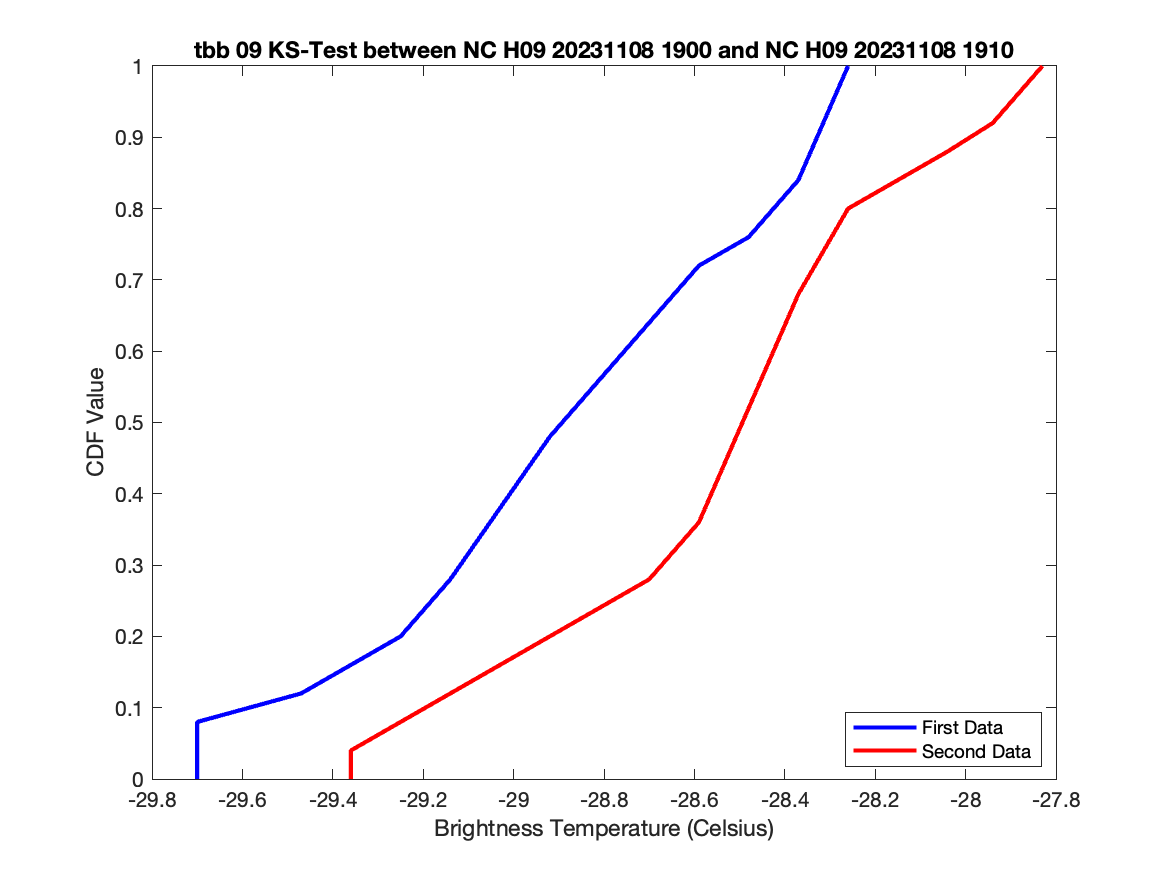 tbb 09 KS-Test between NC H09 20231108 1900 and NC H09 20231108 1910
1
0.9
0.8
0.7
0.6
0.5
0.4
0.3
0.2
0.1
0
CDF Value
First Data
Second Data
-29.8 -29.6 -29.4 -29.2 -29 -28.8 -28.6 -28.4 -28.2 -28 -27.8
Brightness Temperature (Celsius)